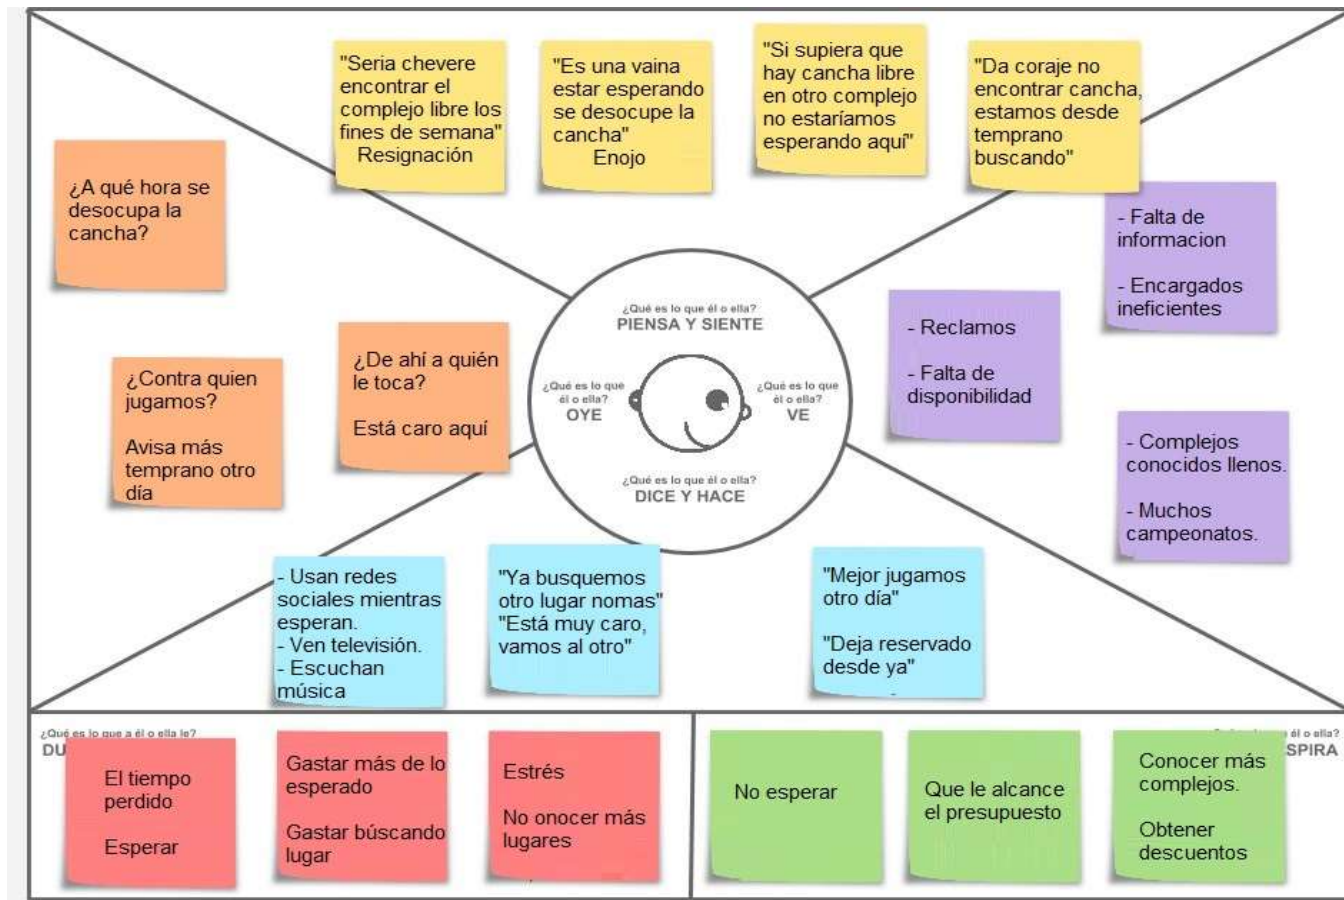 "Seria chevere
encontrar el
complejo libre los
fines de semana"
Resignación
"Es una vaina
estar esperando
se desocupe la
cancha"
Enojo
"Si supiera que
hay cancha libre
en otro complejo
no estaríamos
esperando aquí"
"Da coraje no
encontrar cancha,
estamos desde
temprano
buscando"
¿A qué hora se
desocupa la
cancha?
¿Contra quien
jugamos?
Avisa más
temprano otro
día
¿De ahí a quién
le toca?
Está caro aquí
¿Qué es lo que él o ella?
PIENSA Y SIENTE
¿Qué es lo que
él o ella?
OYE
¿Qué es lo que
él o ella?
VE
¿Qué es lo que él o ella?
DICE Y HACE
- Reclamos
- Falta de
disponibilidad
- Falta de
informacion
- Encargados
ineficientes
- Complejos
conocidos llenos.
- Muchos
campeonatos.
- Usan redes
sociales mientras
esperan.
- Ven televisión.
- Escuchan
música
"Ya busquemos
otro lugar nomas"
"Está muy caro,
vamos al otro"
"Mejor jugamos
otro día"
"Deja reservado
desde ya"
¿Qué es lo que a él o ella le?
DU
El tiempo
perdido
Esperar
Gastar más de lo
esperado
Gastar búscando
lugar
Estrés
No onocer más
lugares
No esperar
Que le alcance
el presupuesto
él o ella?
SPIRA
Conocer más
complejos.
Obtener
descuentos